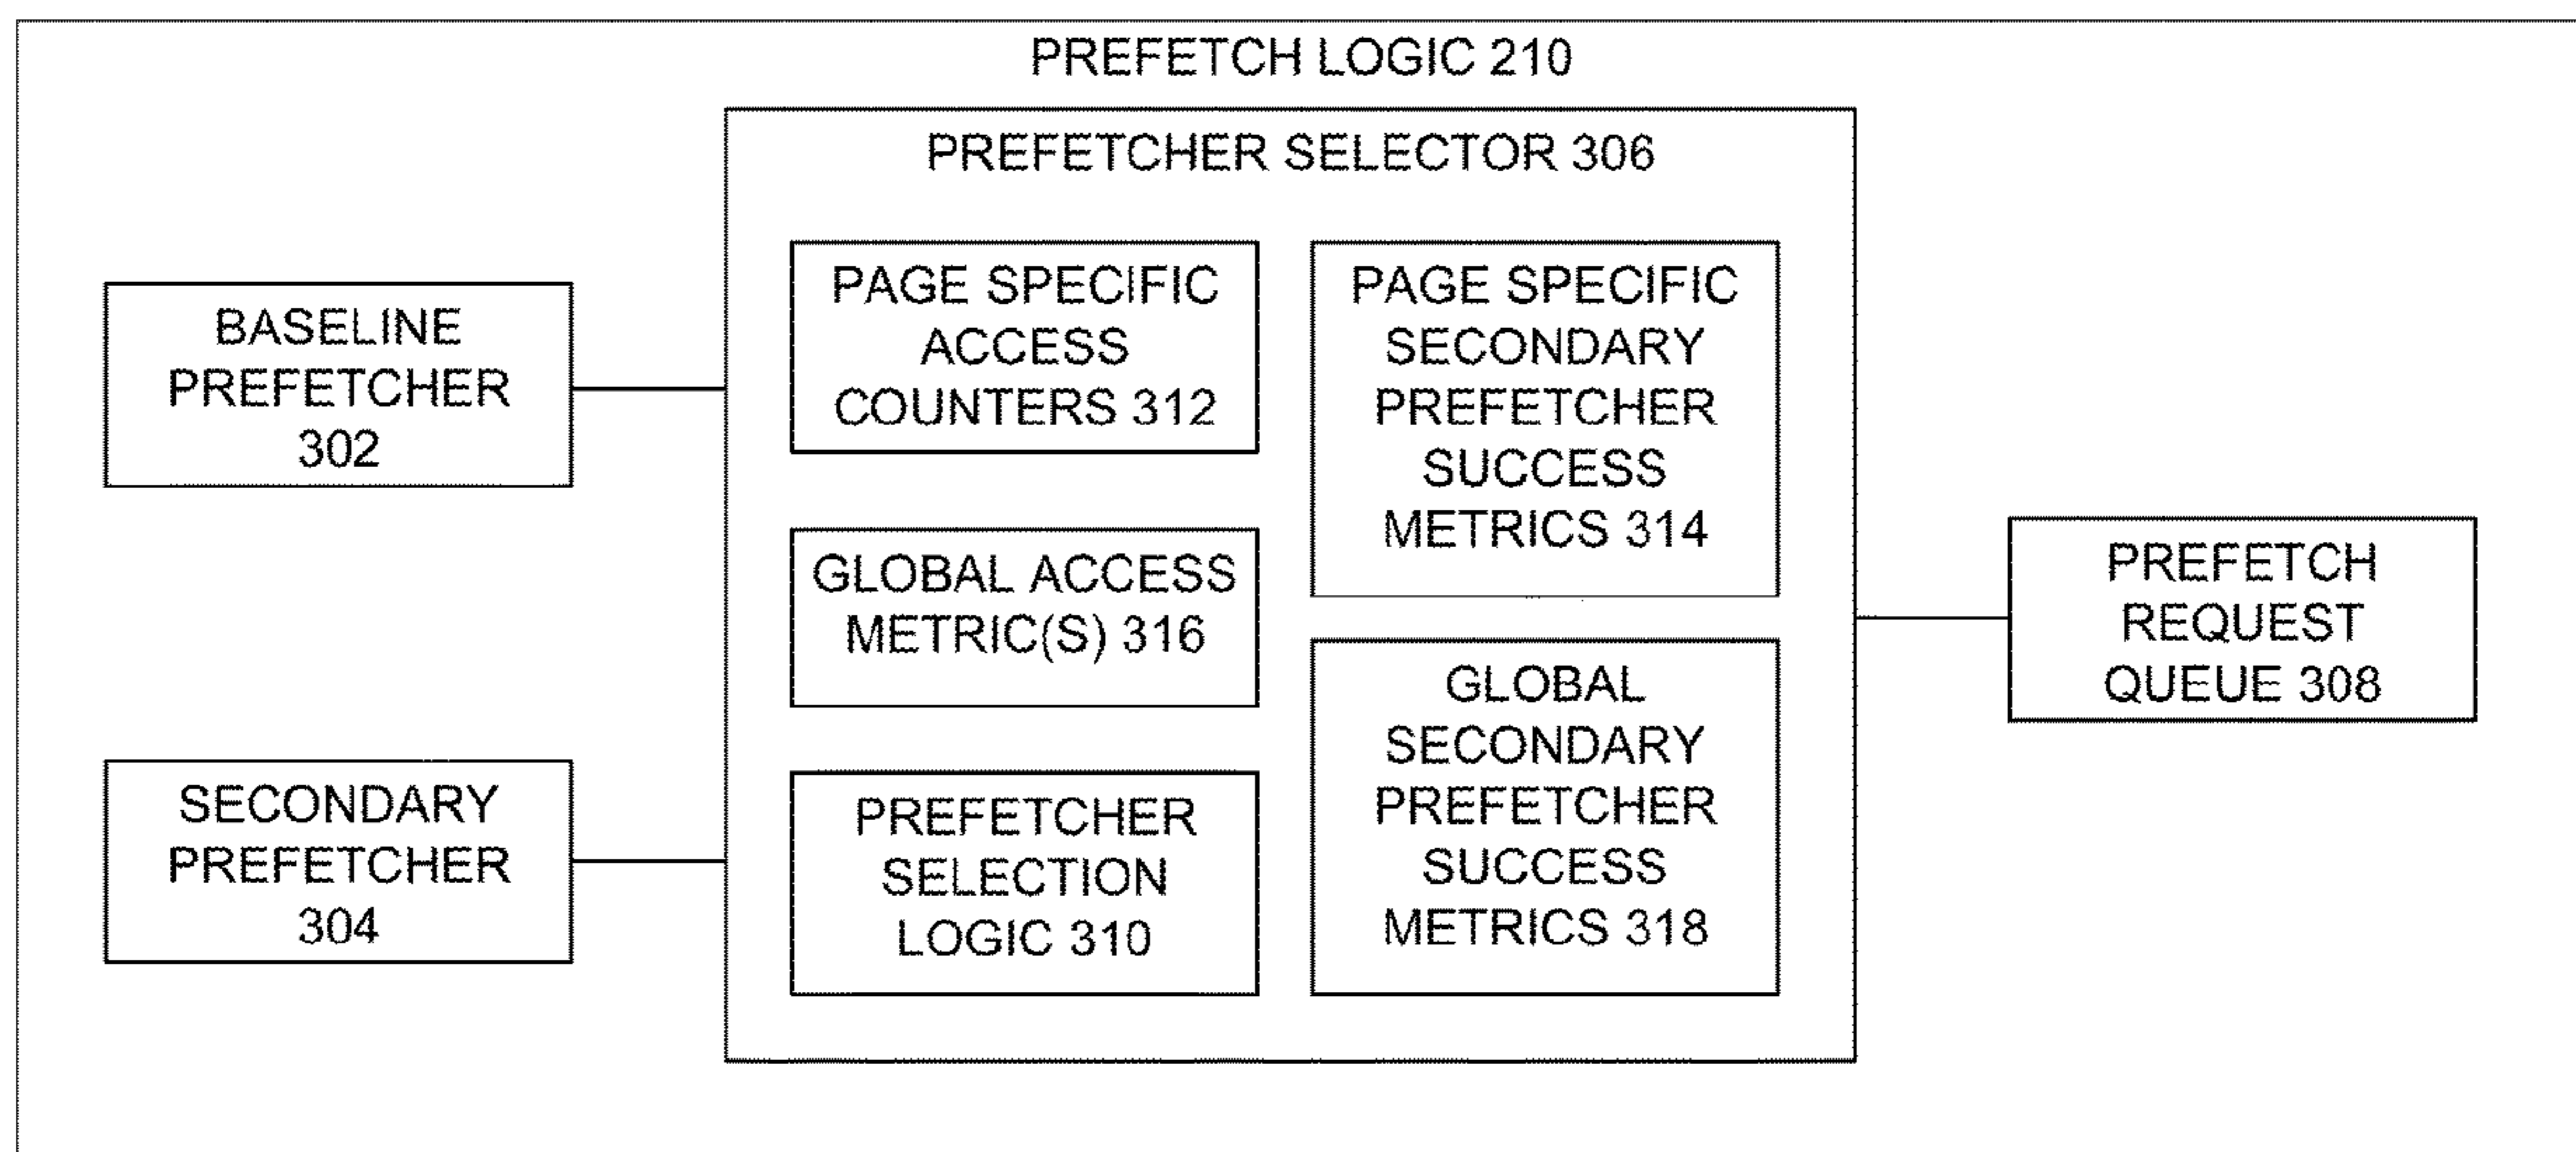 PREFETCH LOGIC 210
PREFETCHER SELECTOR 306
BASELINE
PREFETCHER
302
SECONDARY
PREFETCHER
304
PAGE SPECIFIC
ACCESS
COUNTERS 312
GLOBAL ACCESS
METRIC(S) 316
PREFETCHER
SELECTION
LOGIC 310
PAGE SPECIFIC
SECONDARY
PREFETCHER
SUCCESS
METRICS 314
GLOBAL
SECONDARY
PREFETCHER
SUCCESS
METRICS 318
PREFETCH
REQUEST
QUEUE 308